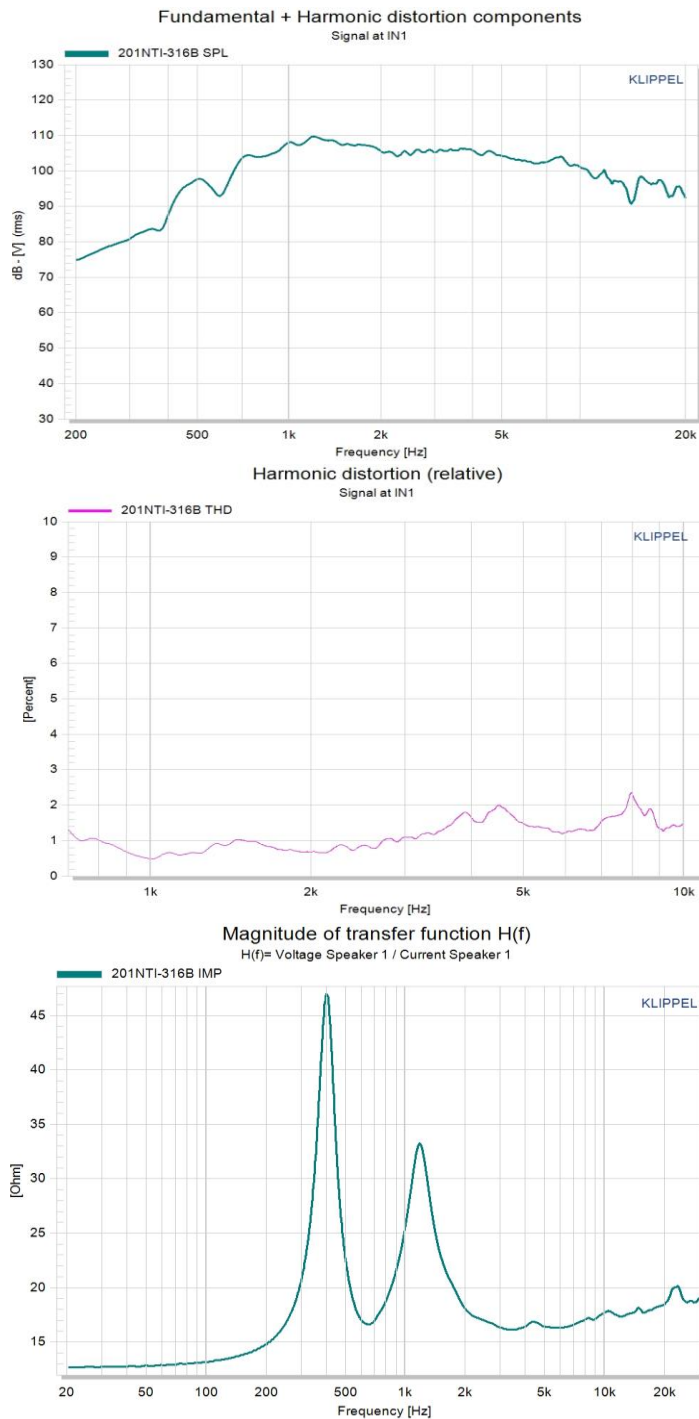 Fundamental + Harmonic distortion components
Signal at IN1
201NTI-316B SPL
KLIPPEL
130
120
110
100
90
80
70
60
50
40
30
dB - [V] (rms)
200 500 1k 2k 5k 20k
Frequency [Hz]
Harmonic distortion (relative)
Signal at IN1
201NTI-316B THD
KLIPPEL
10
9
8
7
6
5
4
3
2
1
0
[Percent]
1k 2k 5k 10k
Frequency [Hz]
Magnitude of transfer function H(f)
H(f)= Voltage Speaker 1 / Current Speaker 1
201NTI-316B IMP
KLIPPEL
45
40
35
30
25
20
15
[Ohm]
20 50 100 200 500 1k 2k 5k 10k 20k
Frequency [Hz]